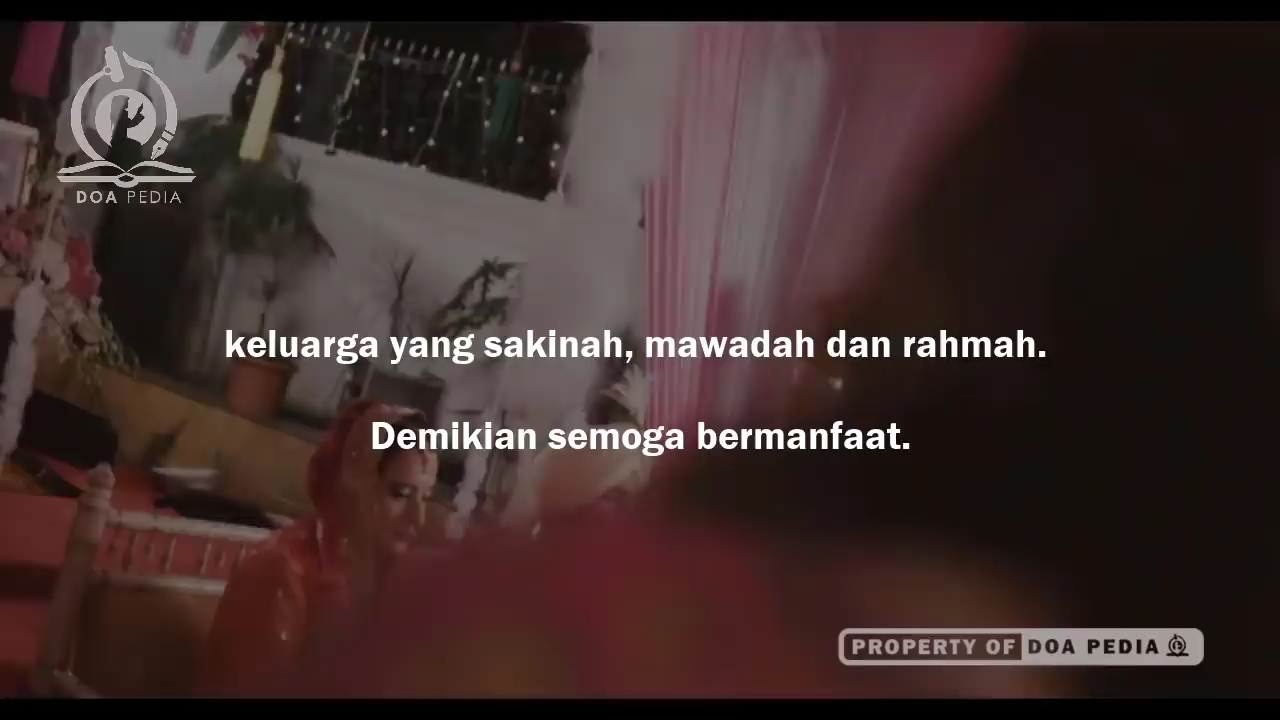 DOA PEDIA
keluarga yang sakinah, mawadah dan rahmah.
Demikian semoga bermanfaat.
PROPERTY OF DOA PEDIA